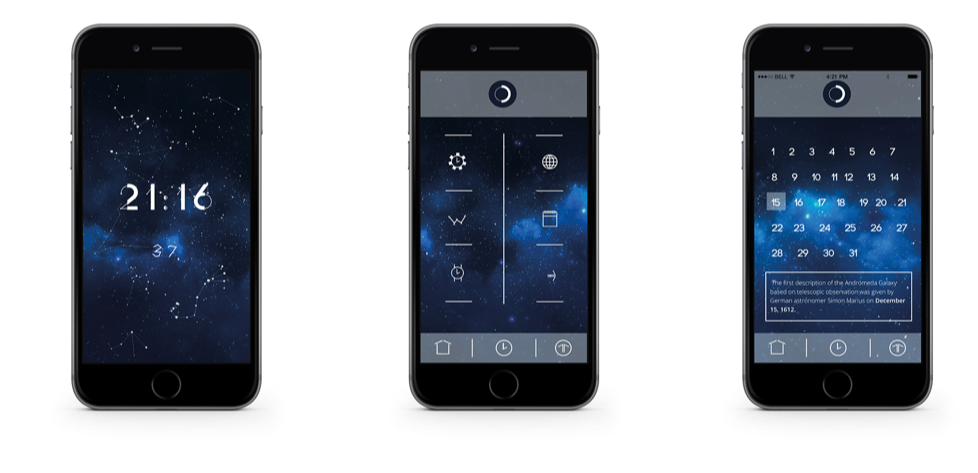 21:16
37
BELL 4:21 PM
1 2 3 4 5 6 7
8 9 10 11 12 13 14
15 16 17 18 19 20 21
22 23 24 25 26 27
28 29 30 31
The first description of the Andromeda Galaxy
based on telescopic observation was given by
German astronomer Simon Marius on December
15, 1612.